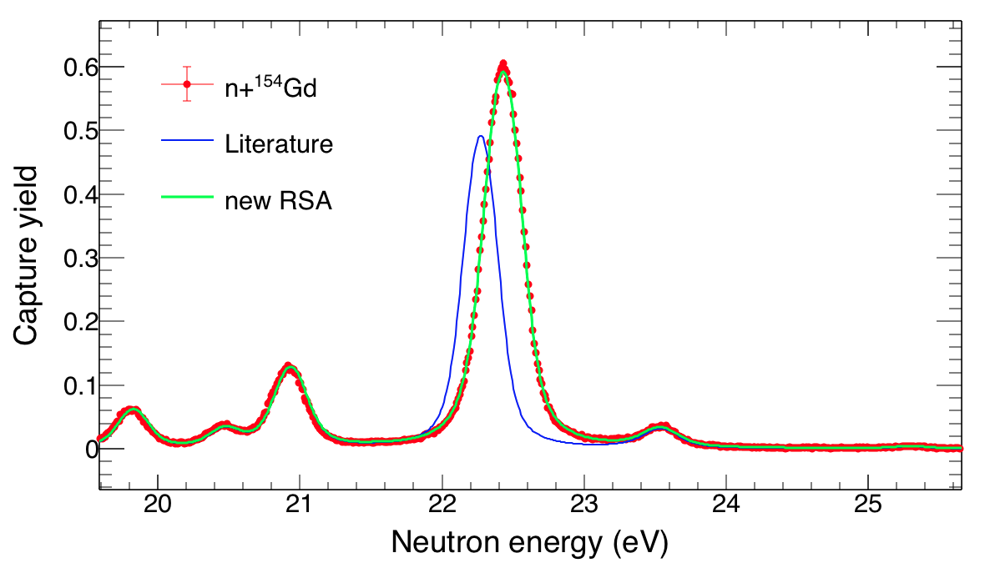 n+¹⁵⁴Gd
Literature
new RSA
Capture yield
0.6
0.5
0.4
0.3
0.2
0.1
0
20 21 22 23 24 25
Neutron energy (eV)